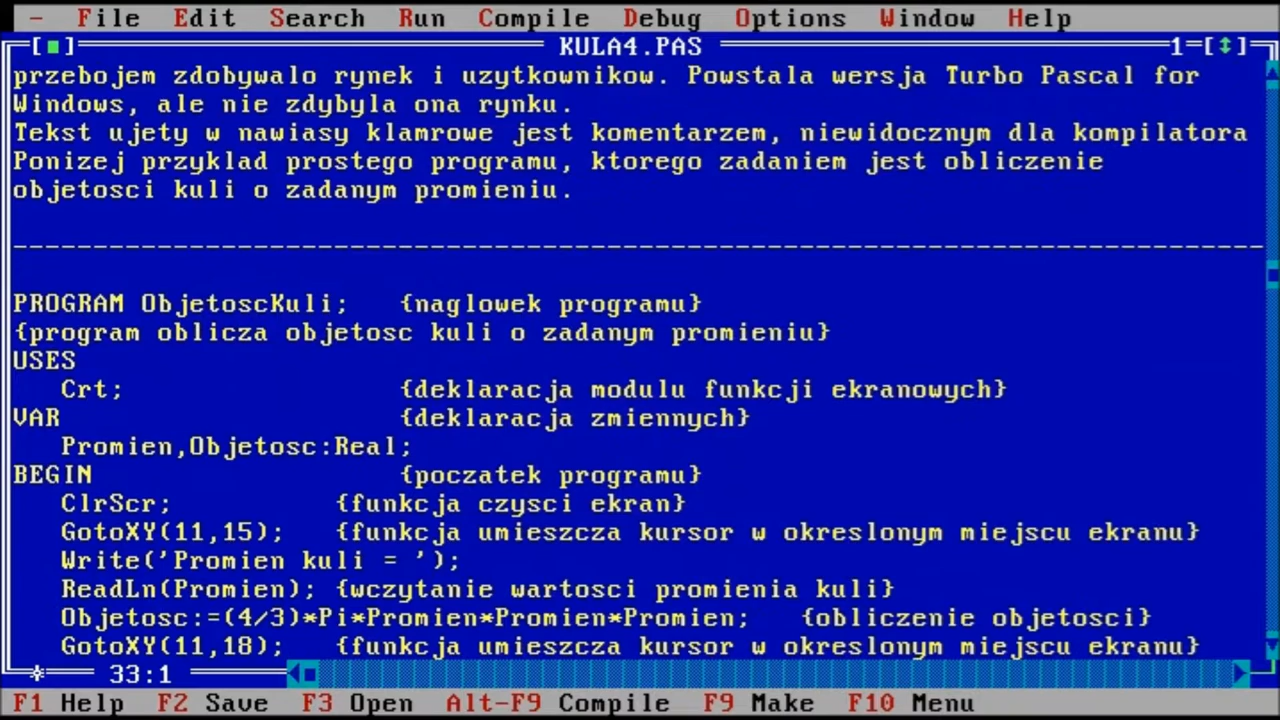 - File Edit Search Run Compile Debug Options Window Help
[■] KULA4.PAS 1=[↕]
przebojem zdobywalo rynek i uzytkownikow. Powstala wersja Turbo Pascal for
Windows, ale nie zdybyla ona rynku.
Tekst ujety w nawiasy klamrowe jest komentarzem, niewidocznym dla kompilatora
Ponizej przyklad prostego programu, ktorego zadaniem jest obliczenie
objetosci kuli o zadanym promieniu.
------------------------------------------------------------------------------
PROGRAM ObjetoscKuli; {naglowek programu}
{program oblicza objetosc kuli o zadanym promieniu}
USES
Crt; {deklaracja modulu funkcji ekranowych}
VAR {deklaracja zmiennych}
Promien,Objetosc:Real;
BEGIN {poczatek programu}
ClrScr; {funkcja czysci ekran}
GotoXY(11,15); {funkcja umieszcza kursor w okreslonym miejscu ekranu}
Write('Promien kuli = ');
ReadLn(Promien); {wczytanie wartosci promienia kuli}
Objetosc:=(4/3)*Pi*Promien*Promien*Promien; {obliczenie objetosci}
GotoXY(11,18); {funkcja umieszcza kursor w okreslonym miejscu ekranu}
33:1
F1 Help F2 Save F3 Open Alt-F9 Compile F9 Make F10 Menu